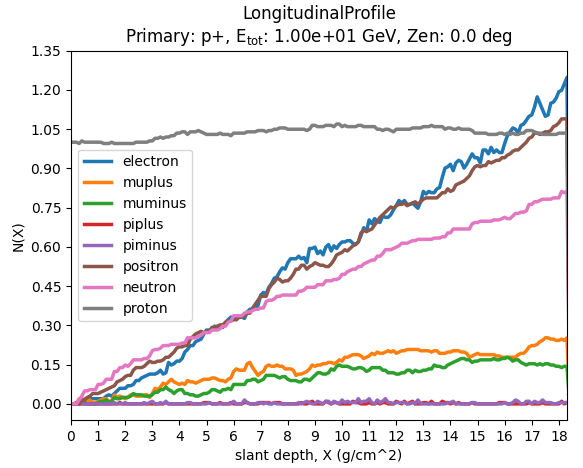 LongitudinalProfile
Primary: p+, E_tot: 1.00e+01 GeV, Zen: 0.0 deg
1.35
1.20
1.05
0.90
0.75
0.60
0.45
0.30
0.15
0.00
N(X)
electron
muplus
muminus
piplus
piminus
positron
neutron
proton
0 1 2 3 4 5 6 7 8 9 10 11 12 13 14 15 16 17 18
slant depth, X (g/cm^2)